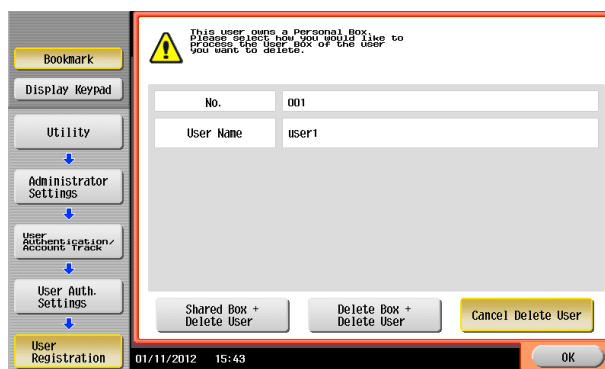 Bookmark
Display Keypad
Utility
Administrator
Settings
User
Authentication/
Account Track
User Auth.
Settings
User
Registration
This user owns a Personal Box.
Please select how you would like to
process the User Box of the user
you want to delete.
No.
001
User Name
user1
Shared Box +
Delete User
Delete Box +
Delete User
Cancel Delete User
01/11/2012 15:43
OK